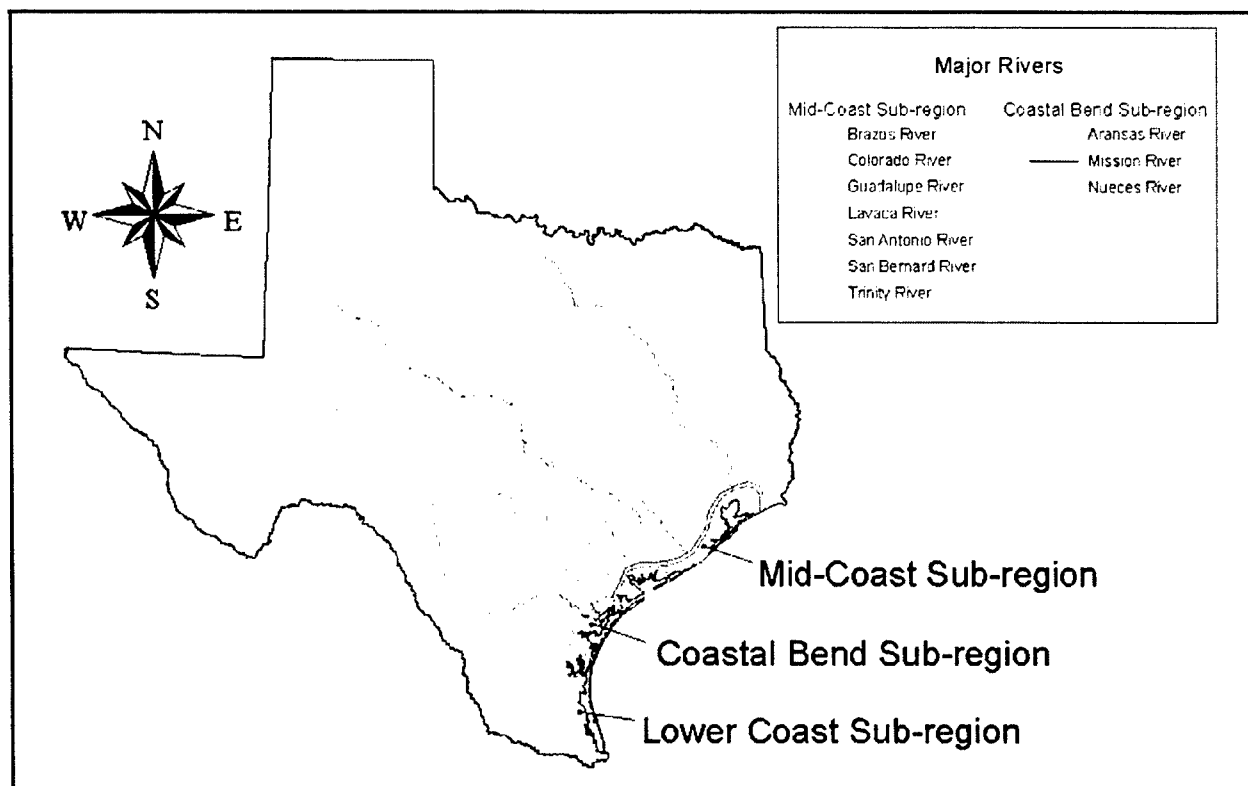 Major Rivers
Mid-Coast Sub-region
Brazos River
Colorado River
Guadalupe River
Lavaca River
San Antonio River
San Bernard River
Trinity River
Coastal Bend Sub-region
Aransas River
Mission River
Nueces River
N
W E
S
Mid-Coast Sub-region
Coastal Bend Sub-region
Lower Coast Sub-region